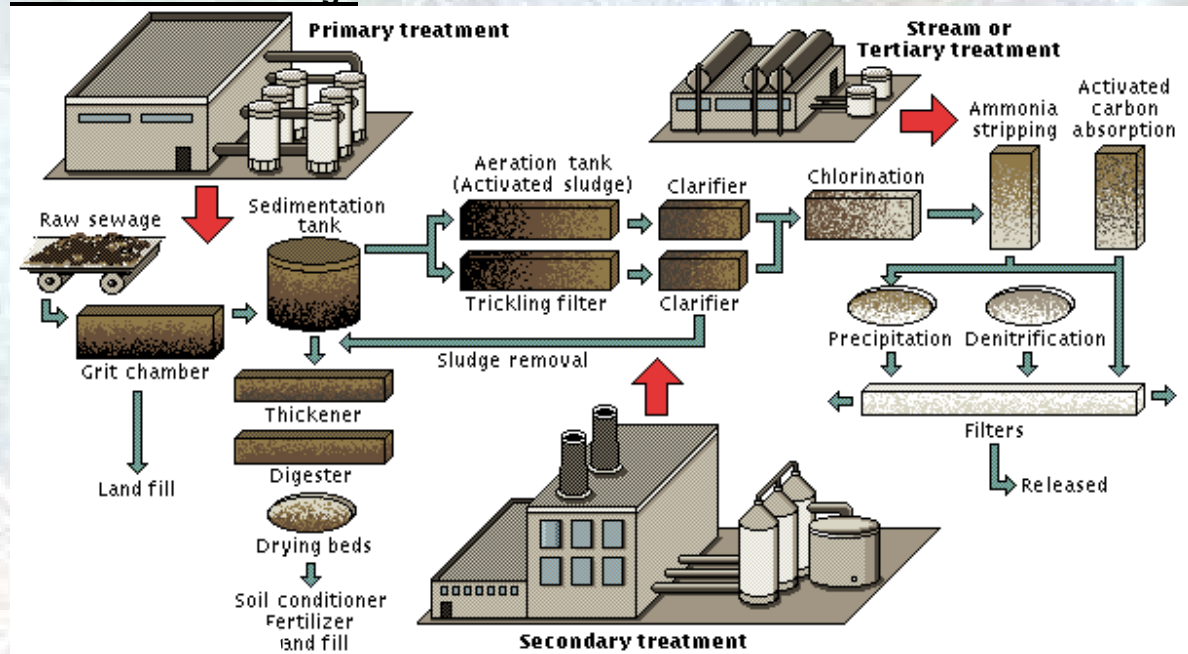 Primary treatment
Stream or
Tertiary treatment
Ammonia
stripping
Activated
carbon
absorption
Raw sewage
Sedimentation
tank
Aeration tank
(Activated sludge)
Clarifier
Chlorination
Trickling filter
Clarifier
Grit chamber
Sludge removal
Precipitation
Denitrification
Thickener
Filters
Digester
Land fill
Released
Drying beds
Soil conditioner
Fertilizer
and fill
Secondary treatment